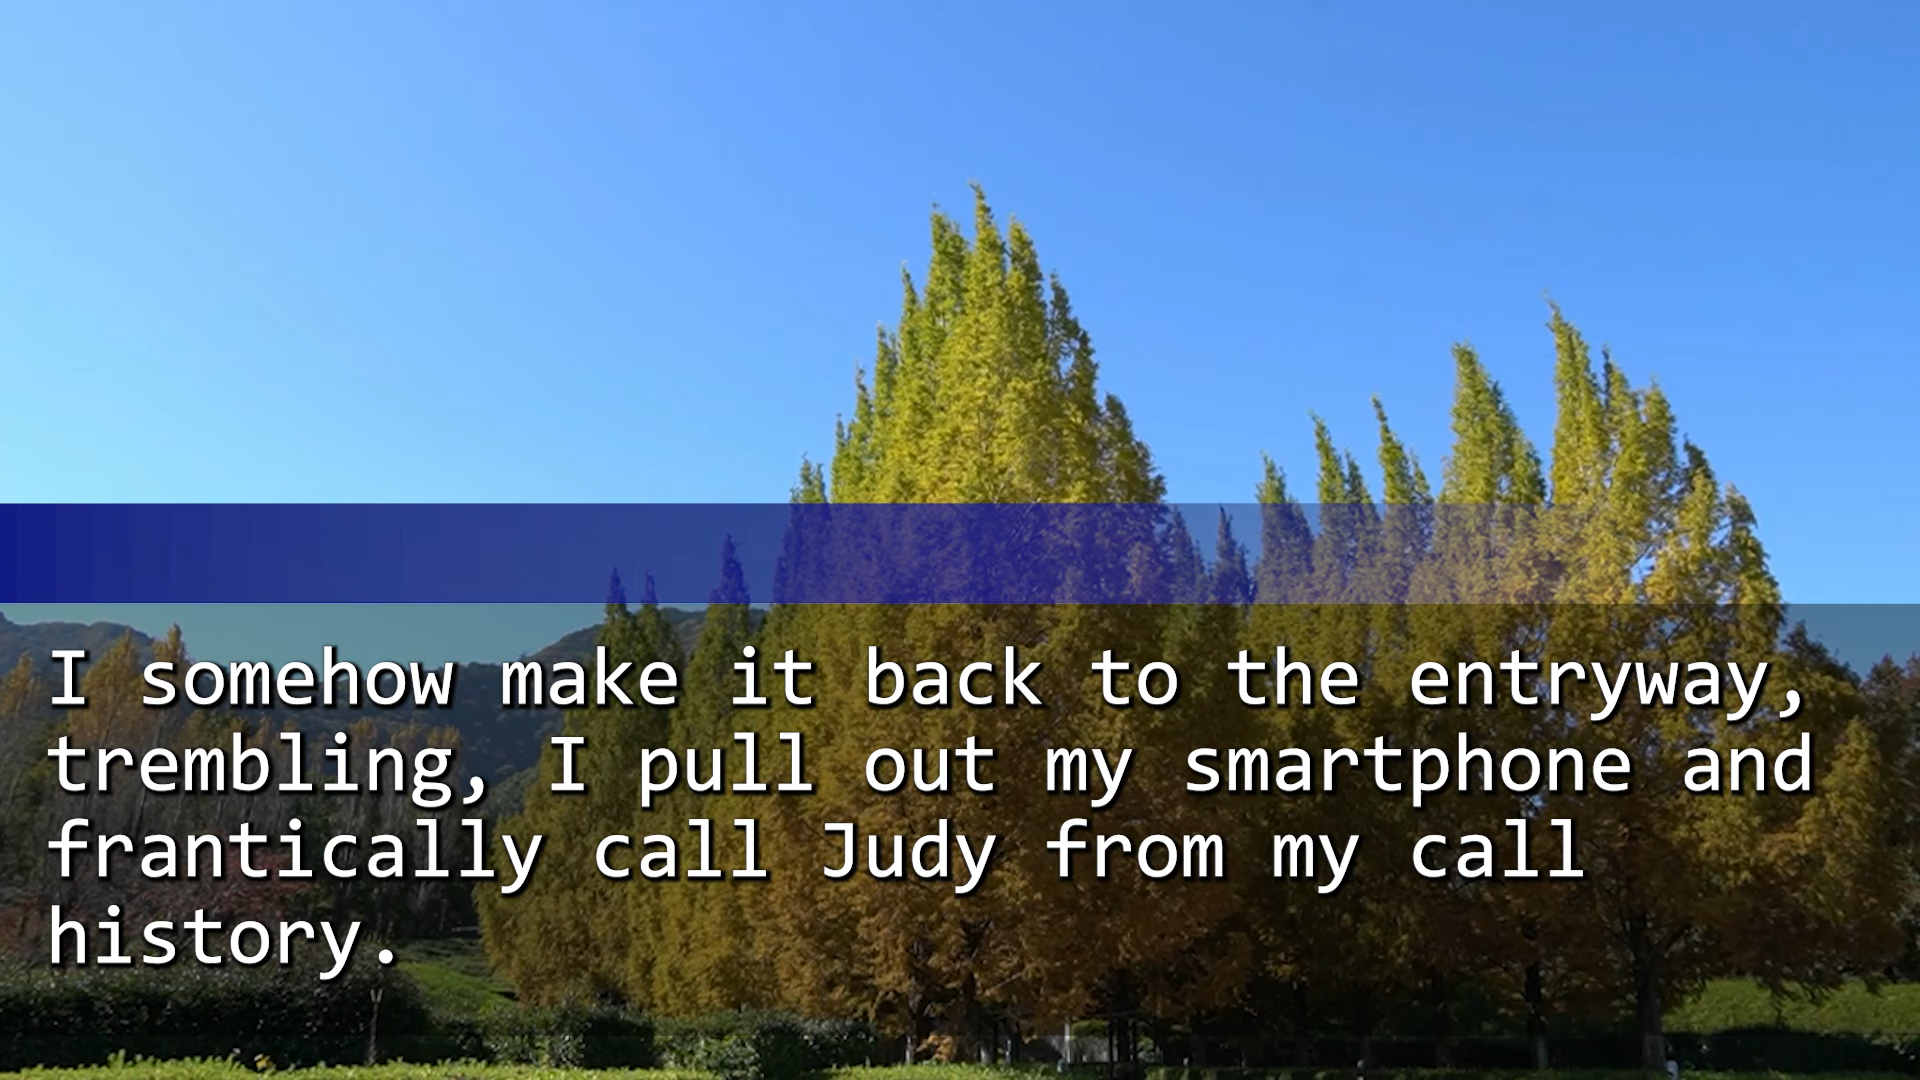 I somehow make it back to the entryway,
trembling, I pull out my smartphone and
frantically call Judy from my call
history.